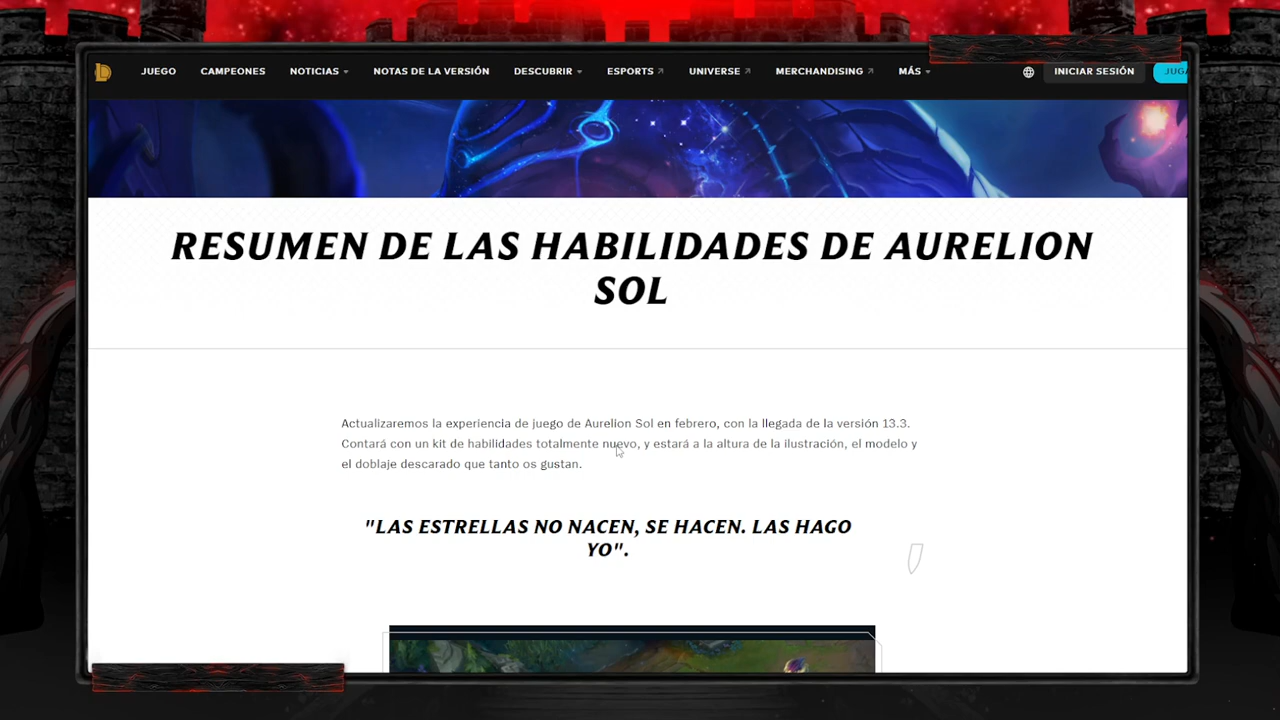 JUEGO CAMPEONES NOTICIAS NOTAS DE LA VERSIÓN DESCUBRIR ESPORTS UNIVERSE MERCHANDISING MÁS INICIAR SESIÓN
RESUMEN DE LAS HABILIDADES DE AURELION
SOL
Actualizaremos la experiencia de juego de Aurelion Sol en febrero, con la llegada de la versión 13.3.
Contará con un kit de habilidades totalmente nuevo, y estará a la altura de la ilustración, el modelo y
el doblaje descarado que tanto os gustan.
"LAS ESTRELLAS NO NACEN, SE HACEN. LAS HAGO
YO".